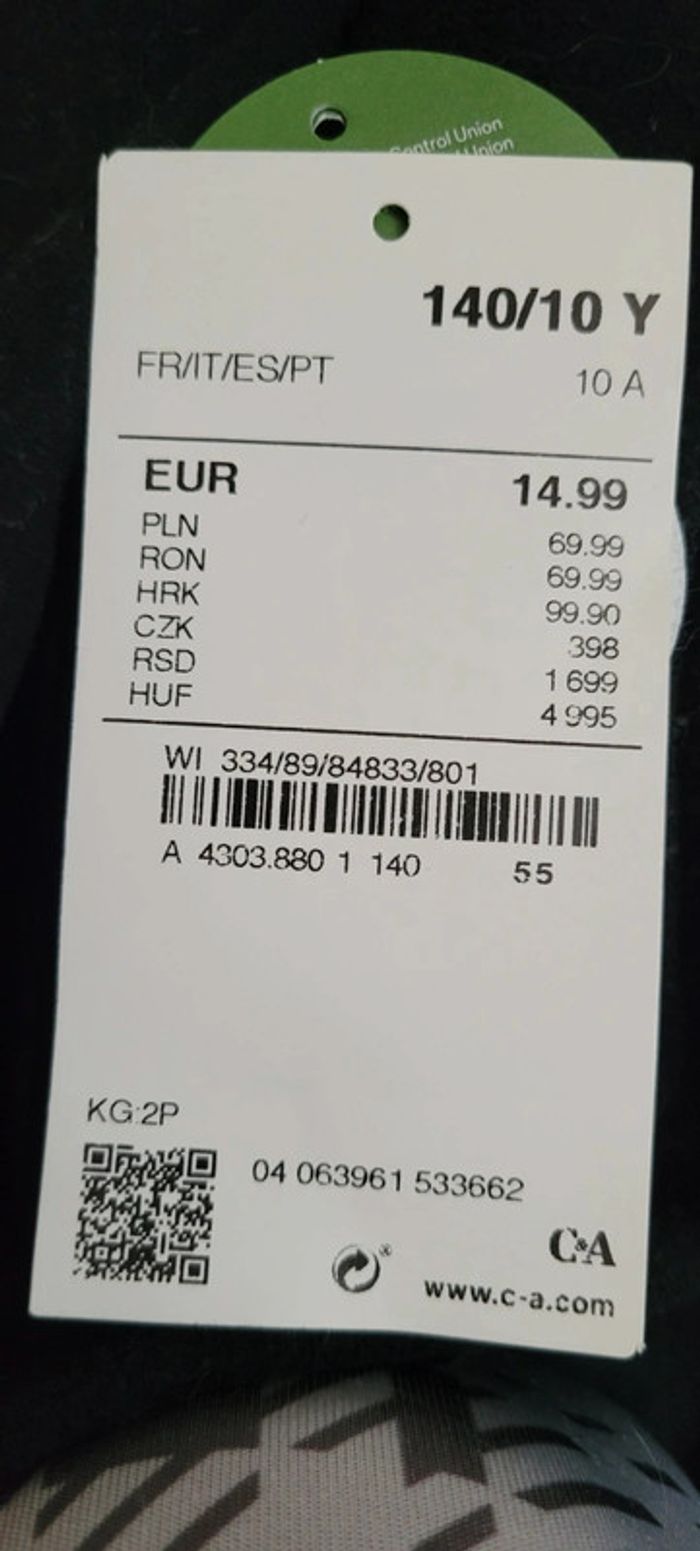 Control Union
Union
140/10 Y
FR/IT/ES/PT 10 A
EUR 14.99
PLN 69.99
RON 69.99
HRK 99.90
CZK 398
RSD 1 699
HUF 4 995
WI 334/89/84833/801
A 4303.880 1 140 55
KG:2P
04 063961 533662
C&A
www.c-a.com